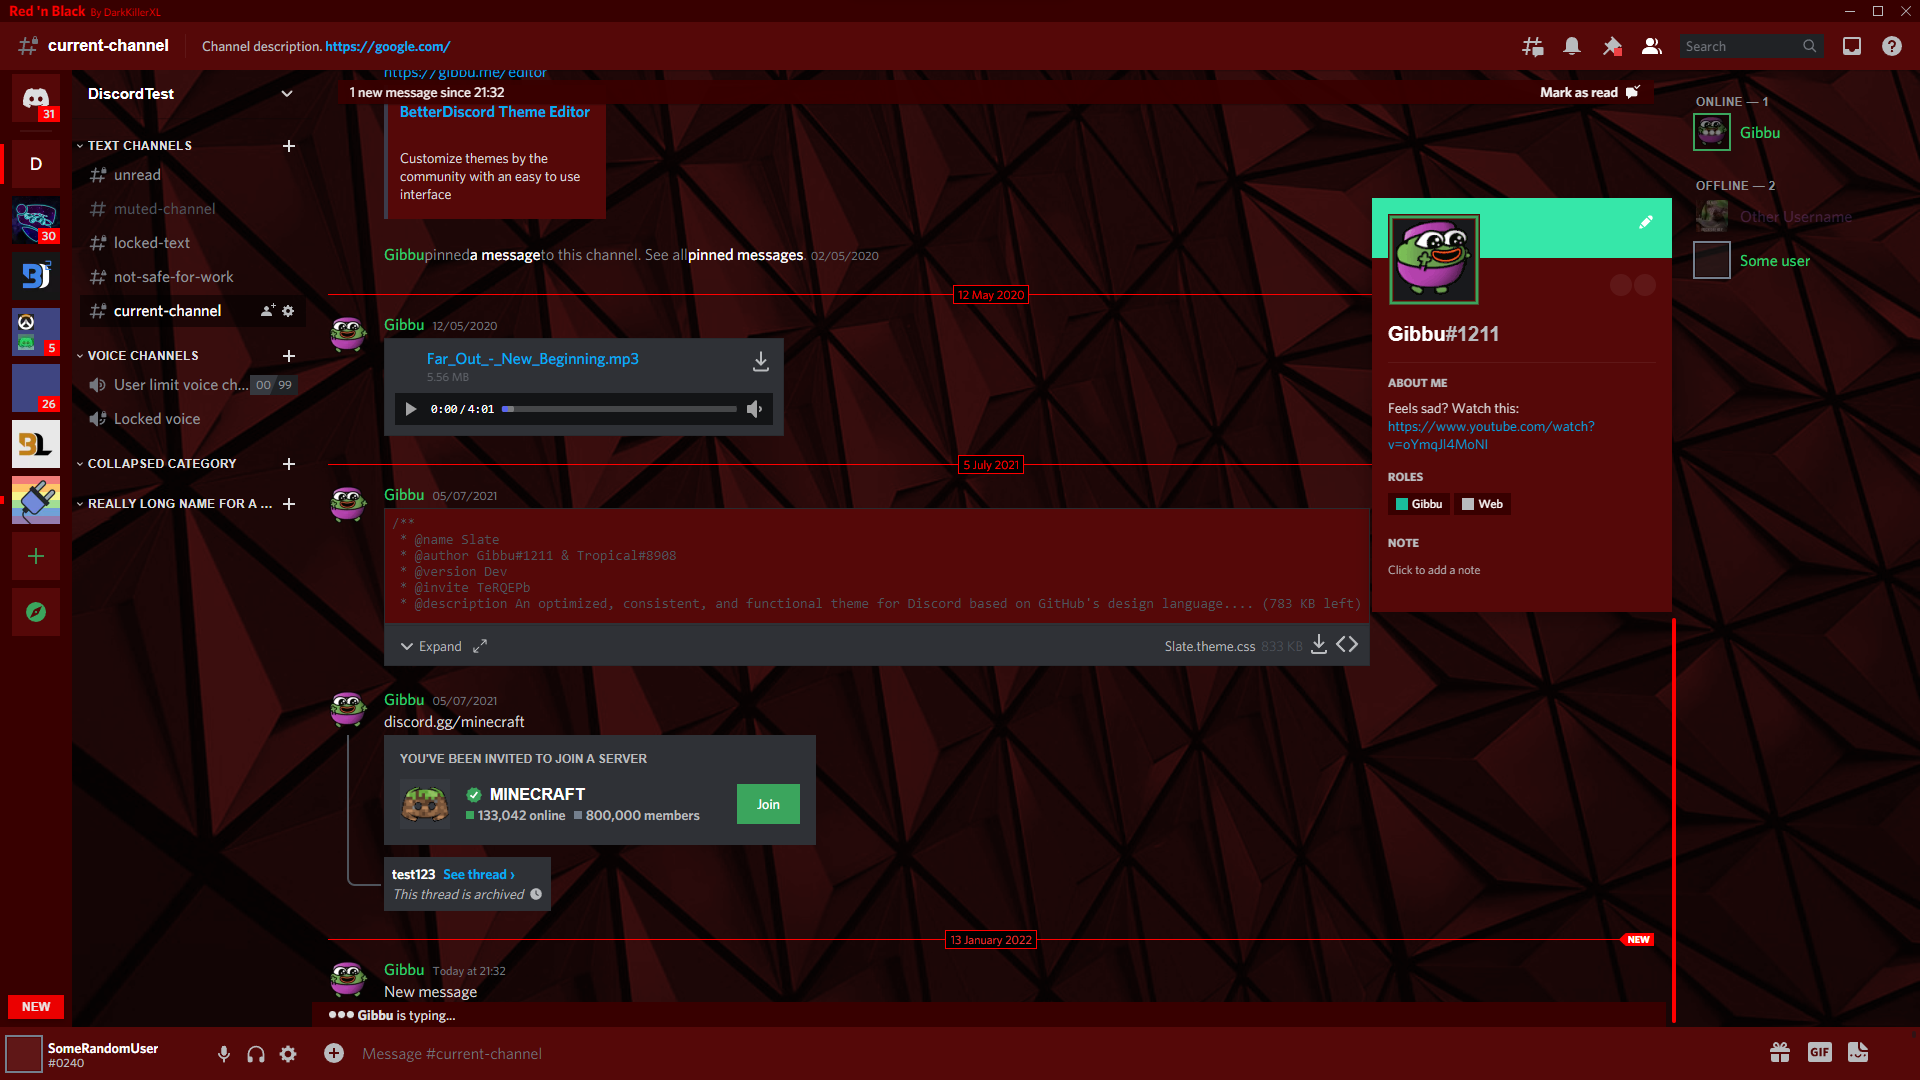 Red 'n Black By DarkKillerXL
current-channel
Channel description. https://google.com/
Search
31
D
30
5
26
NEW
DiscordTest
TEXT CHANNELS
unread
muted-channel
locked-text
not-safe-for-work
current-channel
VOICE CHANNELS
User limit voice ch... 00 99
Locked voice
COLLAPSED CATEGORY
REALLY LONG NAME FOR A ...
https://gibbu.me/editor
1 new message since 21:32
Mark as read
BetterDiscord Theme Editor
Customize themes by the
community with an easy to use
interface
Gibbupinneda messageto this channel. See allpinned messages. 02/05/2020
12 May 2020
Gibbu 12/05/2020
Far_Out_-_New_Beginning.mp3
5.56 MB
0:00/4:01
5 July 2021
Gibbu 05/07/2021
/**
* @name Slate
* @author Gibbu#1211 & Tropical#8908
* @version Dev
* @invite TeRQEPb
* @description An optimized, consistent, and functional theme for Discord based on GitHub's design language.... (783 KB left)
Expand
Slate.theme.css 833 KB
Gibbu 05/07/2021
discord.gg/minecraft
YOU'VE BEEN INVITED TO JOIN A SERVER
MINECRAFT
133,042 online 800,000 members
Join
test123 See thread ›
This thread is archived
13 January 2022
NEW
Gibbu Today at 21:32
New message
Gibbu is typing...
Gibbu#1211
ABOUT ME
Feels sad? Watch this:
https://www.youtube.com/watch?
v=oYmqJl4MoNI
ROLES
Gibbu
Web
NOTE
Click to add a note
ONLINE — 1
Gibbu
OFFLINE — 2
Other Username
Some user
SomeRandomUser
#0240
Message #current-channel
GIF